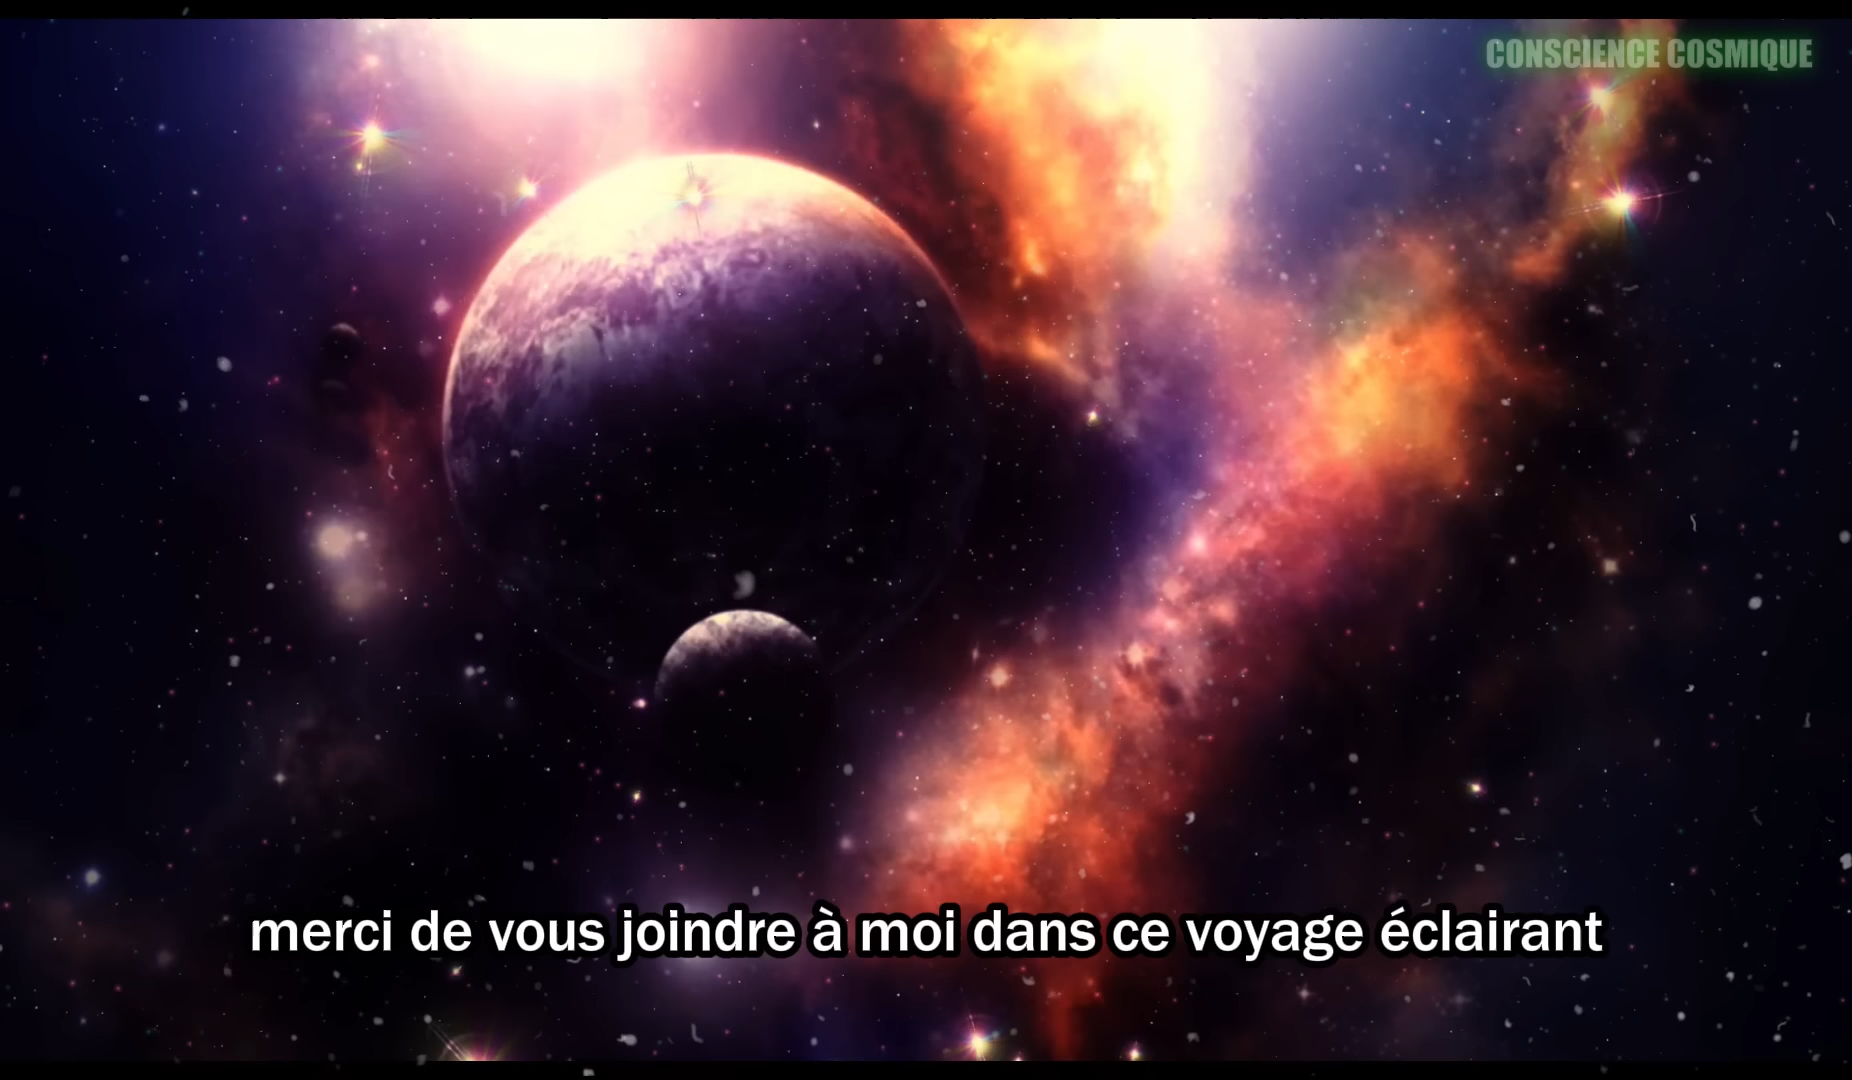 CONSCIENCE COSMIQUE
merci de vous joindre à moi dans ce voyage éclairant